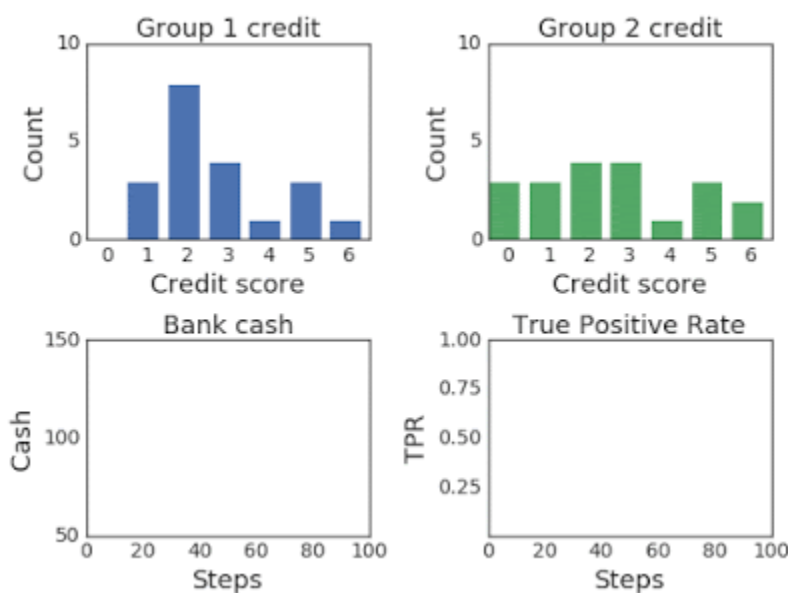 Group 1 credit
10
5
0
Count
0 1 2 3 4 5 6
Credit score
Group 2 credit
10
5
0
Count
0 1 2 3 4 5 6
Credit score
Bank cash
150
100
50
Cash
0 20 40 60 80 100
Steps
True Positive Rate
1.00
0.75
0.50
0.25
TPR
0 20 40 60 80 100
Steps